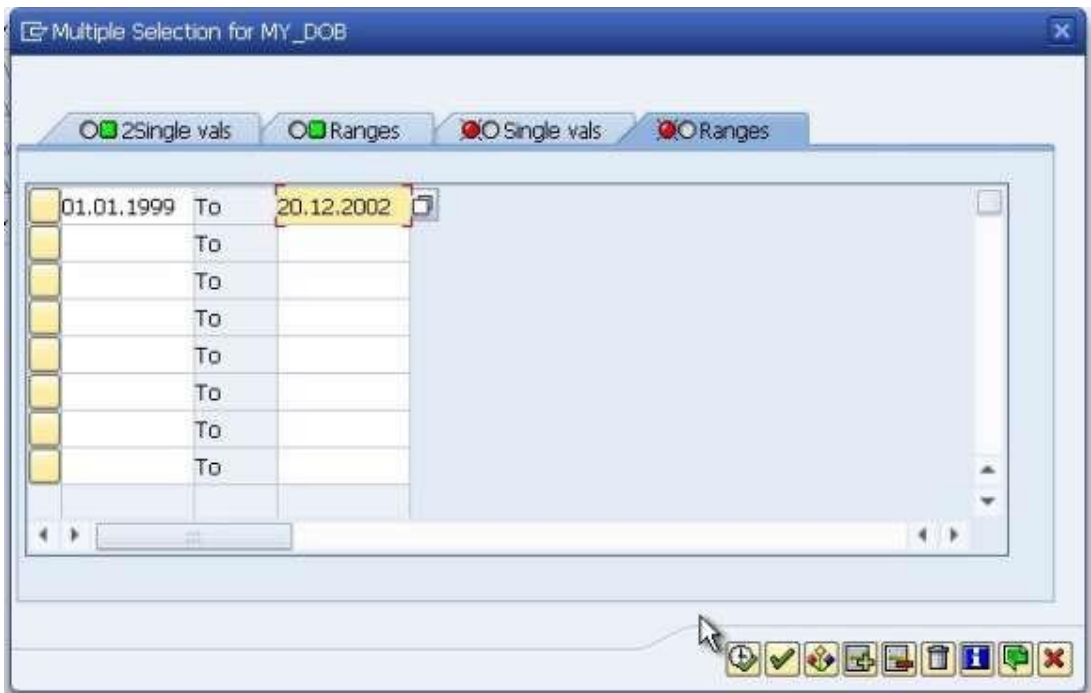 Multiple Selection for MY_DOB
2Single vals Ranges Single vals Ranges
01.01.1999 To 20.12.2002
To
To
To
To
To
To
To